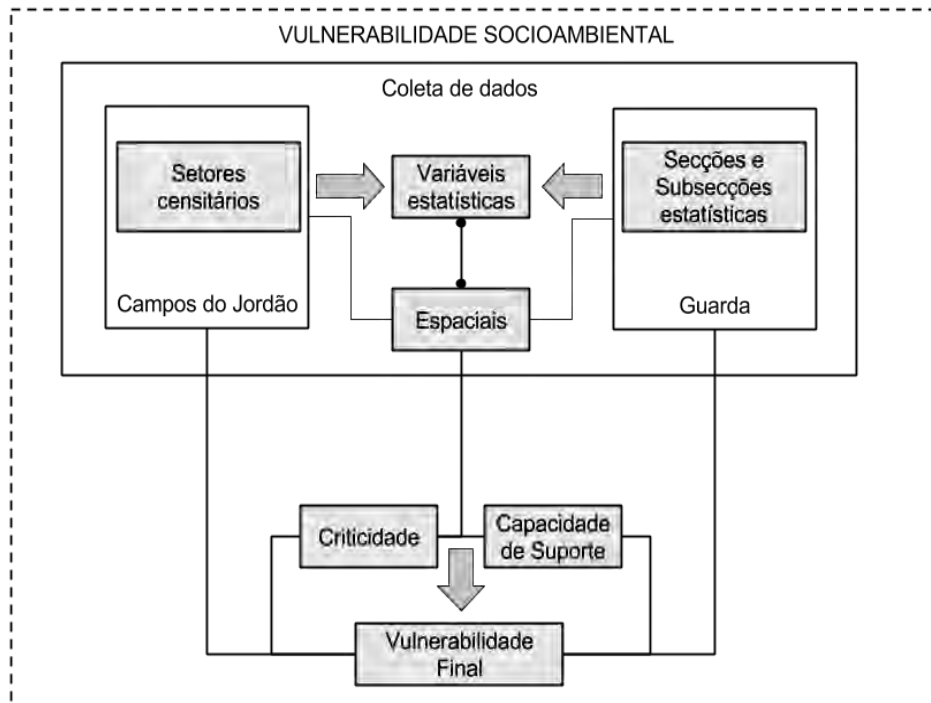 VULNERABILIDADE SOCIOAMBIENTAL
Coleta de dados
Setores
censitários
Campos do Jordão
Variáveis
estatísticas
Espaciais
Secções e
Subsecções
estatísticas
Guarda
Criticidade
Capacidade
de Suporte
Vulnerabilidade
Final